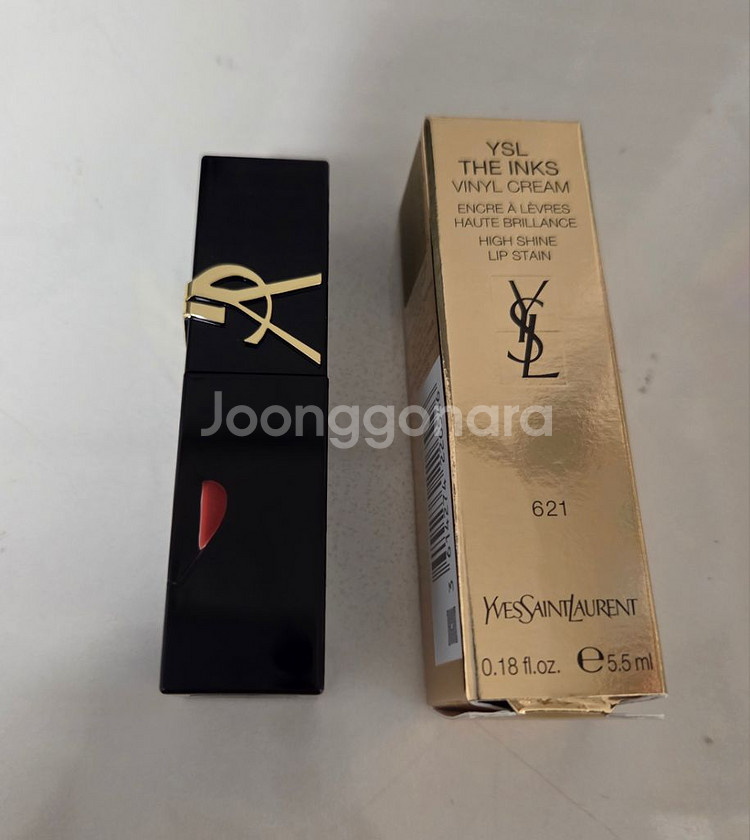 YSL
THE INKS
VINYL CREAM
ENCRE À LÈVRES
HAUTE BRILLANCE
HIGH SHINE
LIP STAIN
YSL
Joonggonara
621
YVESSAINTLAURENT
0.18 fl.oz. ℮ 5.5 ml